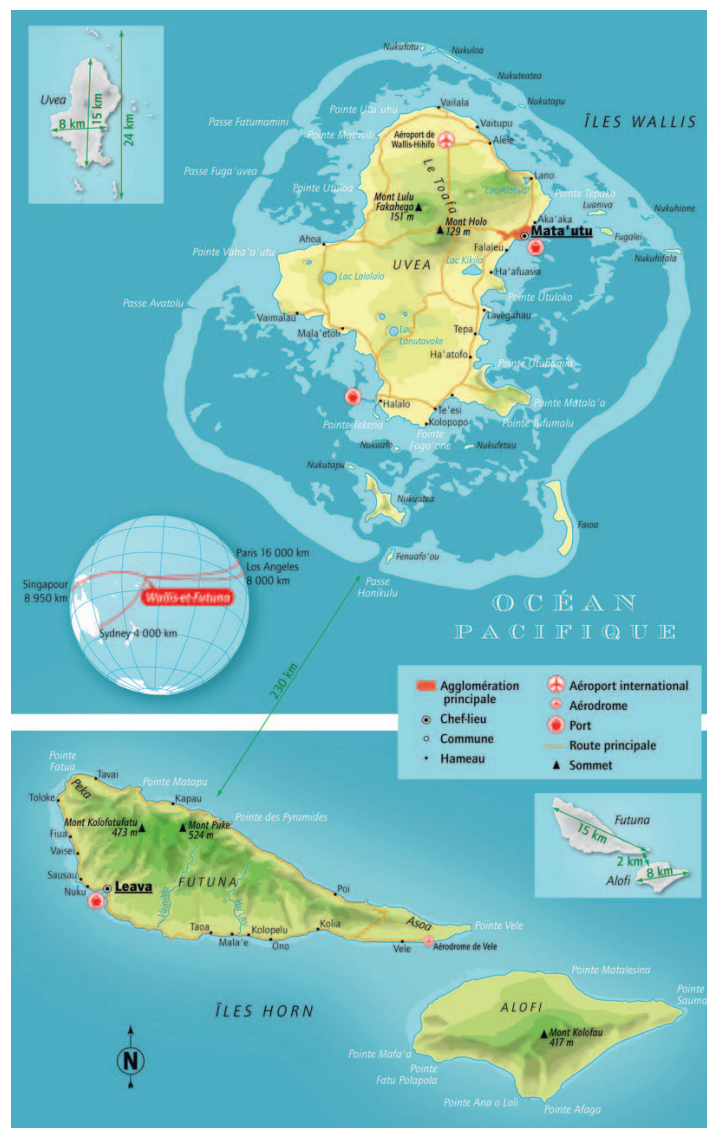 Uvea
8 km
15 km
24 km
Nukufotu
Nukuloa
Nukuteatea
Nukutapu
ÎLES WALLIS
Passe Fatumamini
Passe Fuga'uvea
Passe Avatolu
Pointe Utu'uhu
Pointe Matavili
Pointe Utuloa
Pointe Vaha'a'utu
Vailala
Vaitupu
Alele
Aéroport de
Wallis-Hihifo
Le Toafa
Lano
Lac Alofivai
Pointe Tepako
Luaniva
Nukuhione
Mont Lulu
Fakahega
151 m
Mont Holo
129 m
Aka'aka
Mata'utu
Fugalei
Nukuhifala
Ahoa
UVEA
Falaleu
Lac Kikila
Ha'afuasia
Lac Lalolalo
Pointe Utuloko
Lavegahau
Vaimalau
Mala'etoli
Lac
Lanutavake
Tepa
Ha'atofo
Pointe Utuhama
Pointe Matala'a
Halalo
Te'esi
Kolopopo
Pointe Tufumalu
Pointe Tekena
Pointe
Fogo'one
Nukuafo
Nukufetau
Nukutapu
Nukuatea
Faioa
Fenuafo'ou
Passe
Honikulu
Paris 16 000 km
Los Angeles
8 000 km
Singapour
8 950 km
Wallis et Futuna
Sydney 4 000 km
OCÉAN
PACIFIQUE
230 km
Agglomération
principale
Chef-lieu
Commune
Hameau
Aéroport international
Aérodrome
Port
Route principale
Sommet
Pointe
Fatua
Tavai
Toloke
Peka
Pointe Matapu
Kapau
Pointe des Pyramides
Mont Kolofatufatu
473 m
Mont Puke
524 m
Fiua
Vaisei
Sausau
Nuku
Leava
FUTUNA
Poi
Taoa
Mala'e
Kolopelu
Ono
Kolia
Asoa
Pointe Vele
Vele
Aérodrome de Vele
Futuna
15 km
2 km
Alofi
8 km
ÎLES HORN
N
Pointe Matalesina
Pointe
Sauma
ALOFI
Mont Kolofau
417 m
Pointe Mafa'a
Pointe
Fatu Polapola
Pointe Ana o Loli
Pointe Afaga